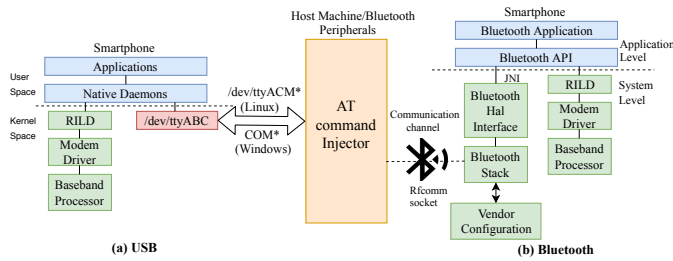 Host Machine/Bluetooth
Peripherals
Smartphone
Applications
User
Space
Native Daemons
Kernel
Space
RILD
/dev/ttyABC
Modem
Driver
Baseband
Processor
/dev/ttyACM*
(Linux)
COM*
(Windows)
AT
command
Injector
Communication
channel
Rfcomm
socket
Smartphone
Bluetooth Application
Bluetooth API
Application
Level
JNI
System
Level
Bluetooth
Hal
Interface
RILD
Modem
Driver
Baseband
Processor
Bluetooth
Stack
Vendor
Configuration
(a) USB
(b) Bluetooth